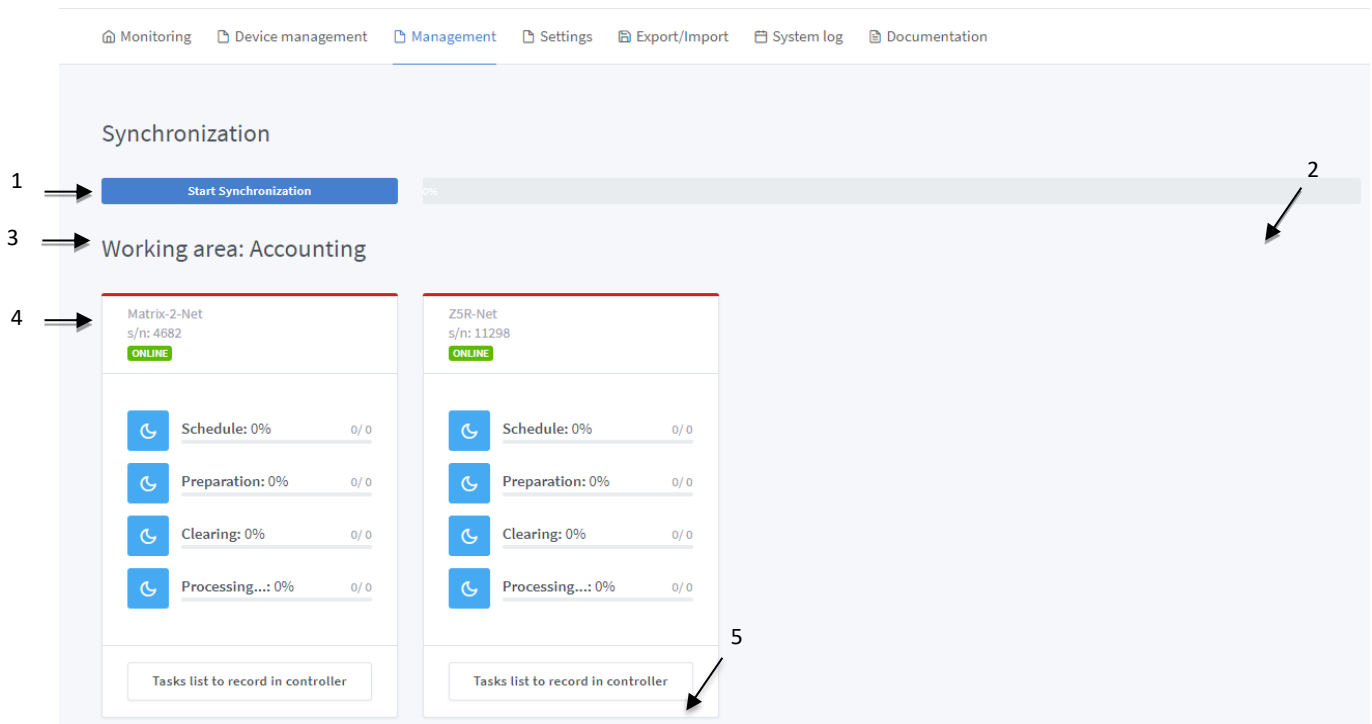 Monitoring Device management Management Settings Export/Import System log Documentation
Synchronization
2
1
Start Synchronization 0%
3
Working area: Accounting
4
Matrix-2-Net
s/n: 4682
ONLINE
Z5R-Net
s/n: 11298
ONLINE
Schedule: 0% 0/ 0
Preparation: 0% 0/ 0
Clearing: 0% 0/ 0
Processing...: 0% 0/ 0
Schedule: 0% 0/ 0
Preparation: 0% 0/ 0
Clearing: 0% 0/ 0
Processing...: 0% 0/ 0
5
Tasks list to record in controller
Tasks list to record in controller